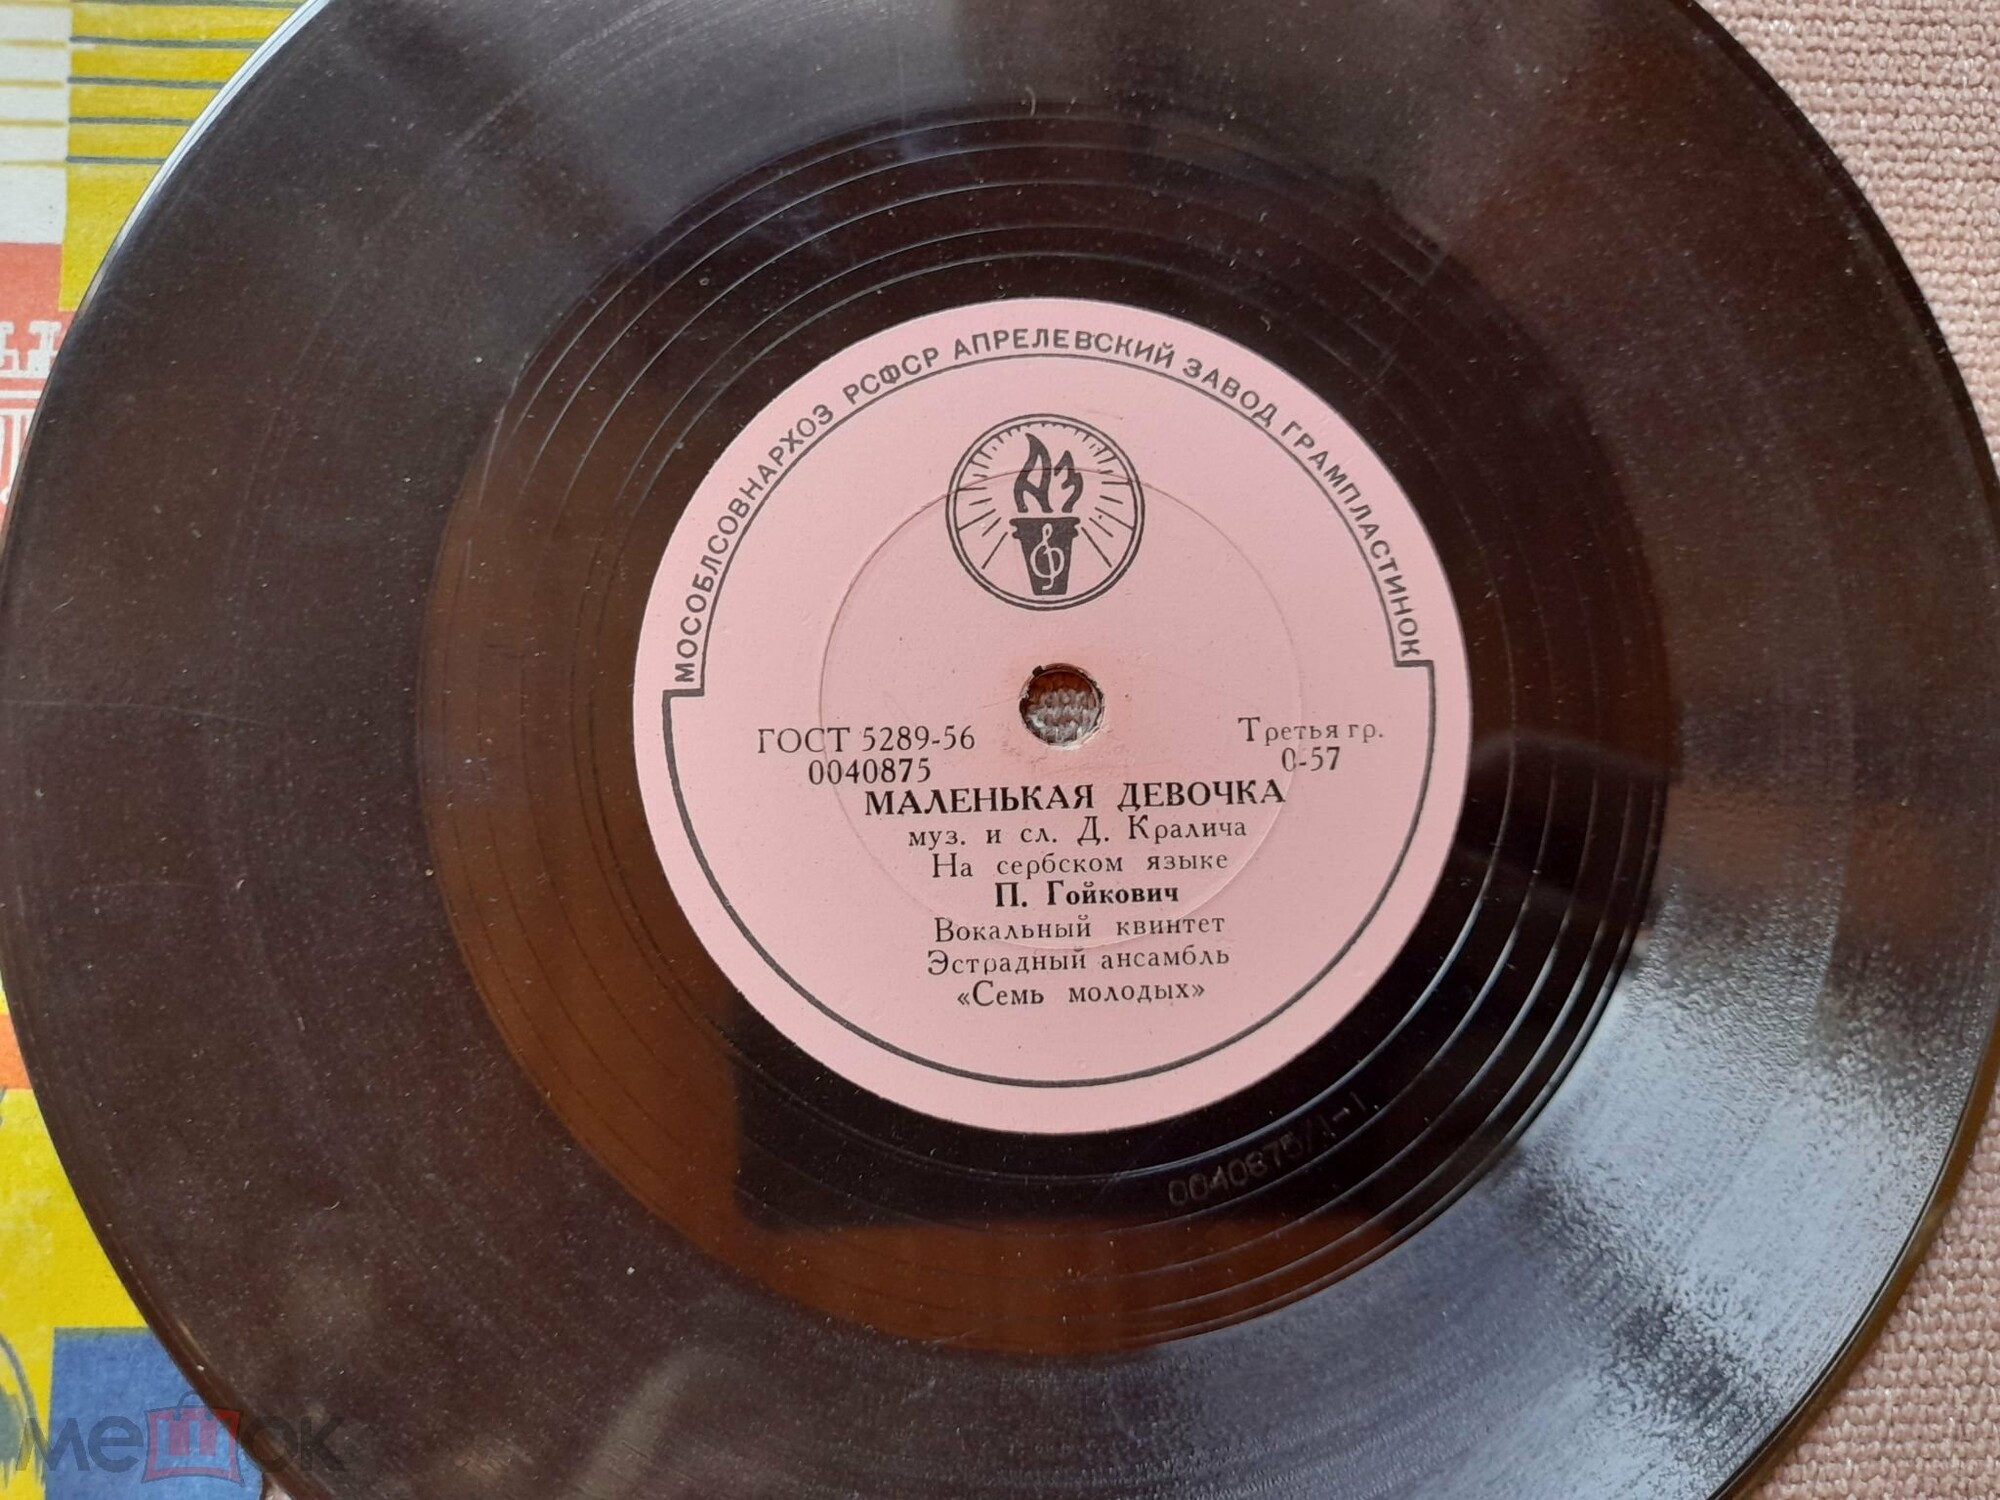 МОСОБЛСОВНАРХОЗ РСФСР АПРЕЛЕВСКИЙ ЗАВОД ГРАМПЛАСТИНОК
АЗ
ГОСТ 5289-56
0040875
Третья гр.
0-57
МАЛЕНЬКАЯ ДЕВОЧКА
муз. и сл. Д. Кралича
На сербском языке
П. Гойкович
Вокальный квинтет
Эстрадный ансамбль
«Семь молодых»
0040875/1-1
мешок